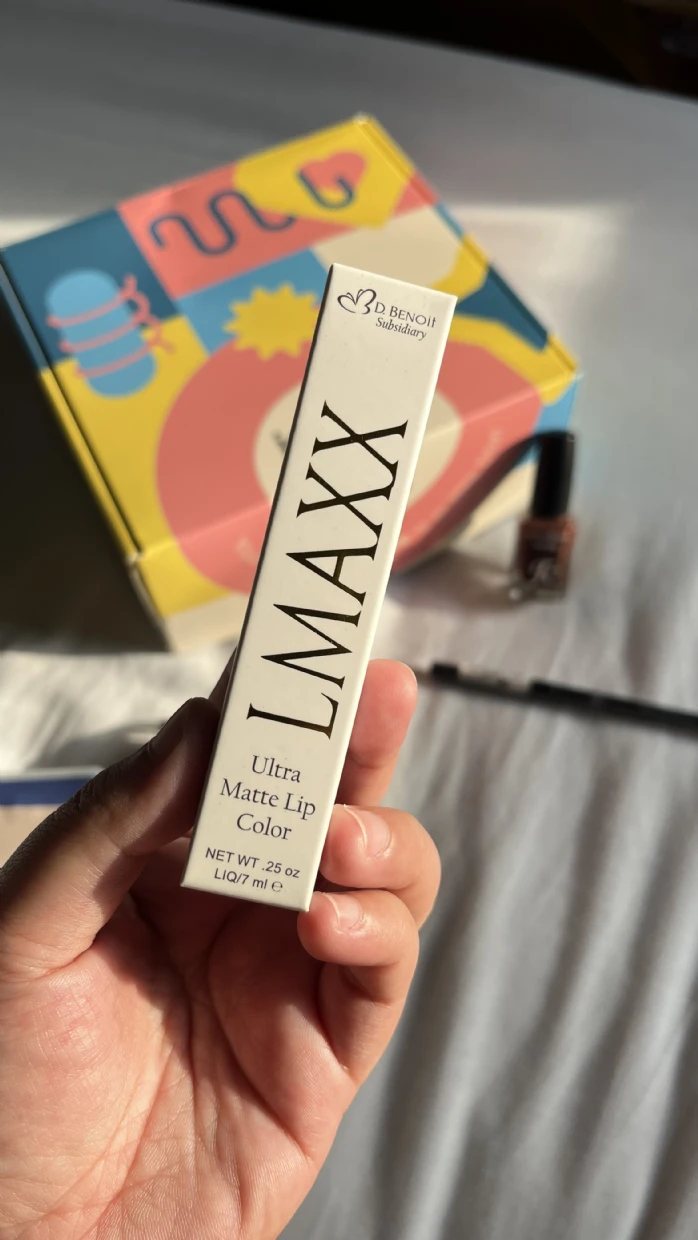 D. BENOIt
Subsidiary
LMAXX
Ultra
Matte Lip
Color
NET WT .25 oz
LIQ/7 ml ℮